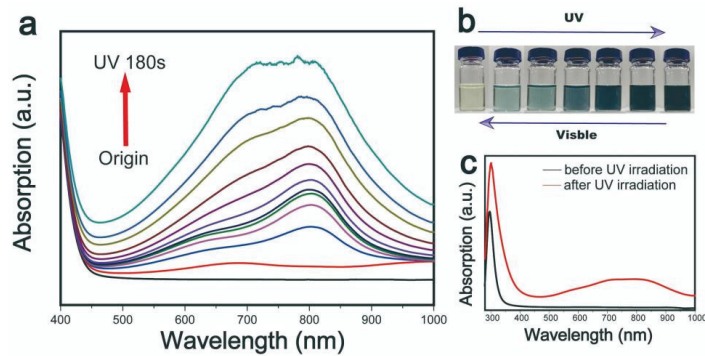 a
UV 180s
Origin
Absorption (a.u.)
400 500 600 700 800 900 1000
Wavelength (nm)
b
UV
Visble
c
before UV irradiation
after UV irradiation
Absorption (a.u.)
300 400 500 600 700 800 900 1000
Wavelength (nm)